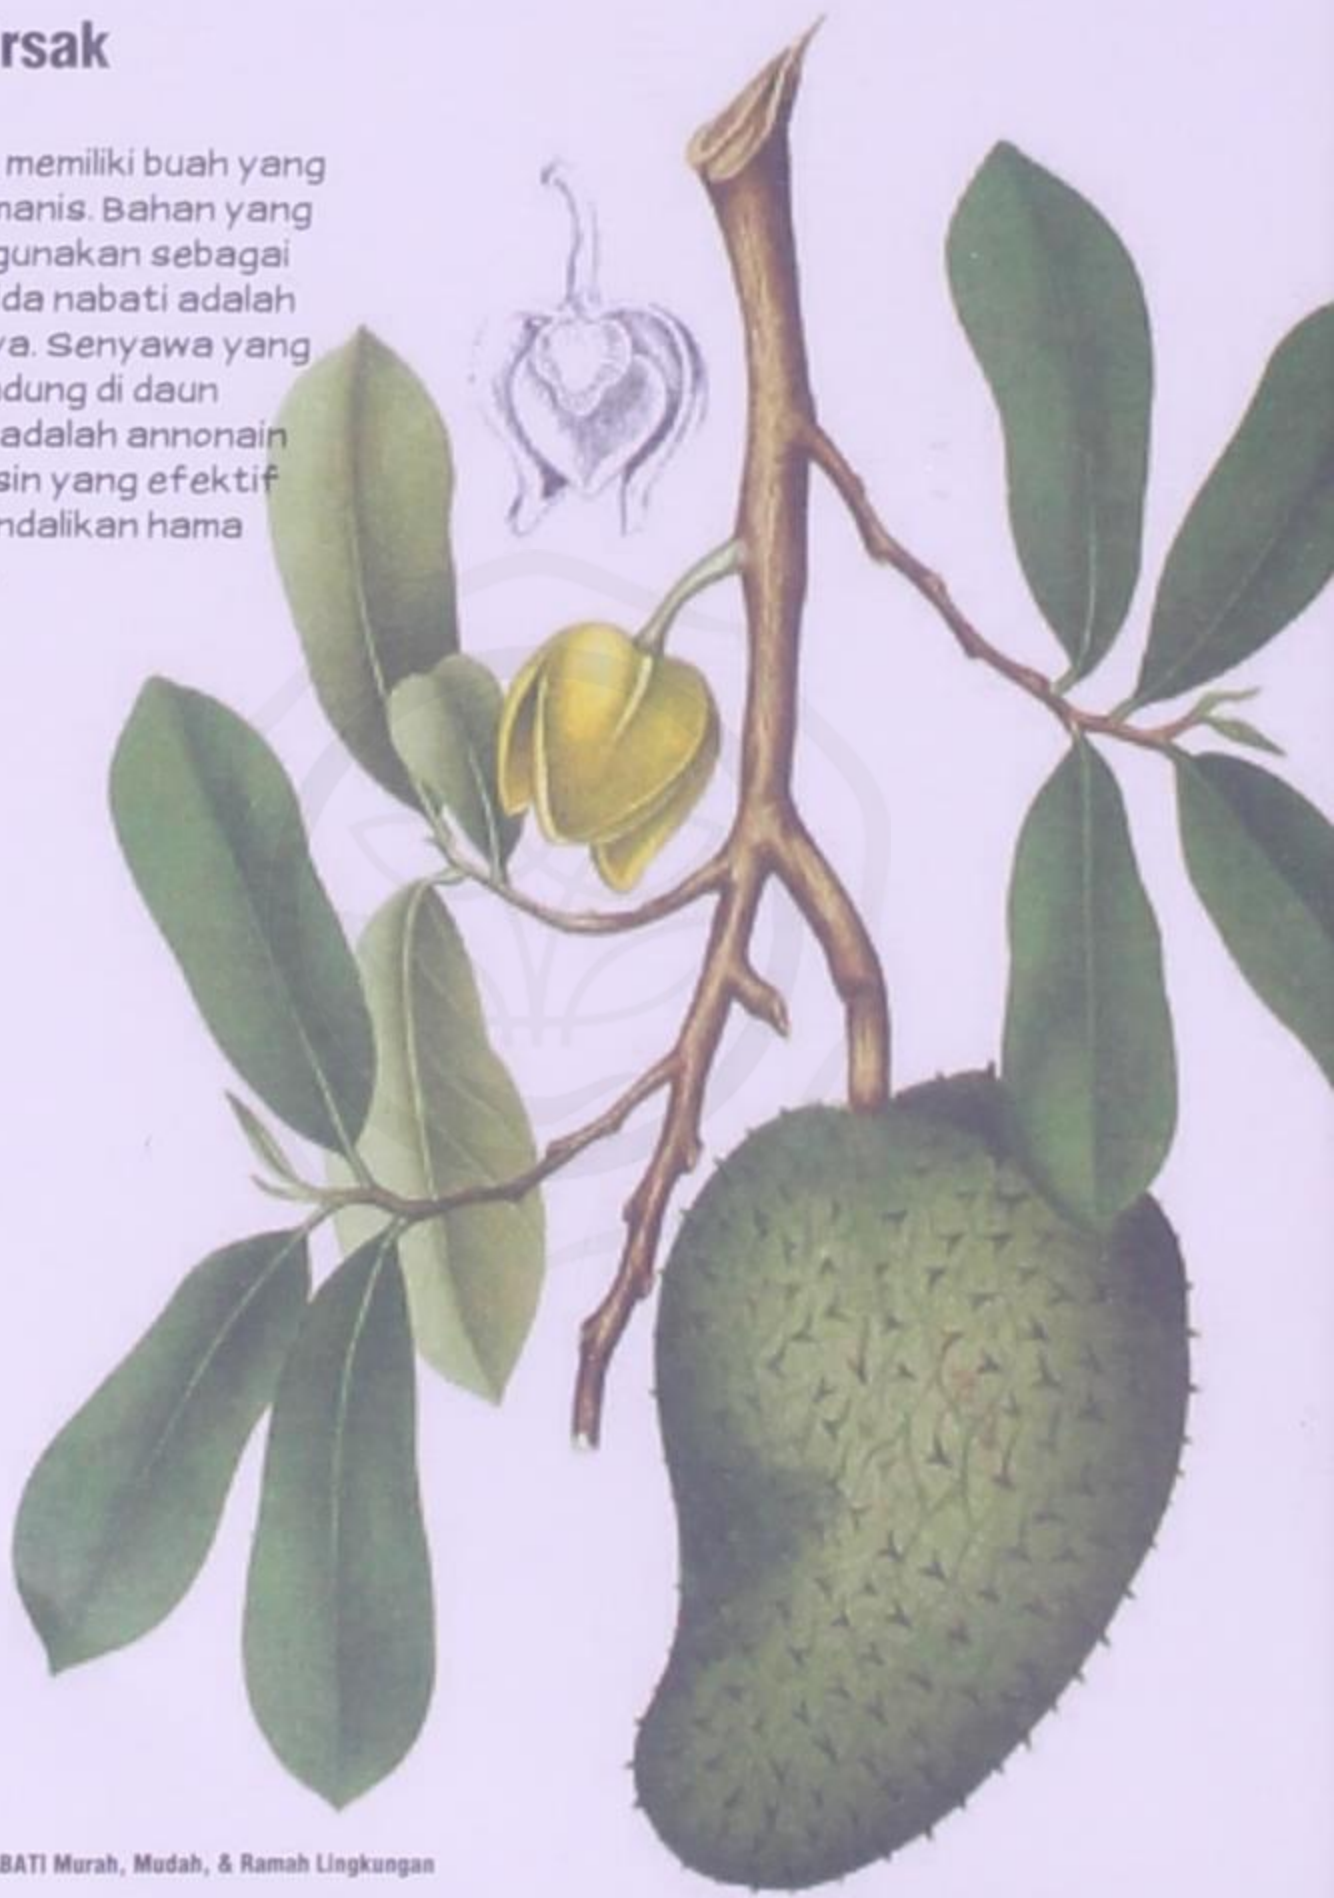 rsak
memiliki buah yang
manis. Bahan yang
gunakan sebagai
da nabati adalah
ya. Senyawa yang
dung di daun
adalah annonain
sin yang efektif
ndalikan hama
BATI Murah, Mudah, & Ramah Lingkungan